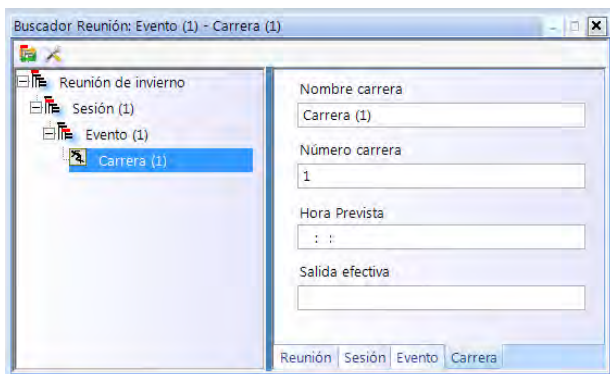 Buscador Reunión: Evento (1) - Carrera (1)
Reunión de invierno
Sesión (1)
Evento (1)
Carrera (1)
Nombre carrera
Carrera (1)
Número carrera
1
Hora Prevista
: :
Salida efectiva
Reunión Sesión Evento Carrera